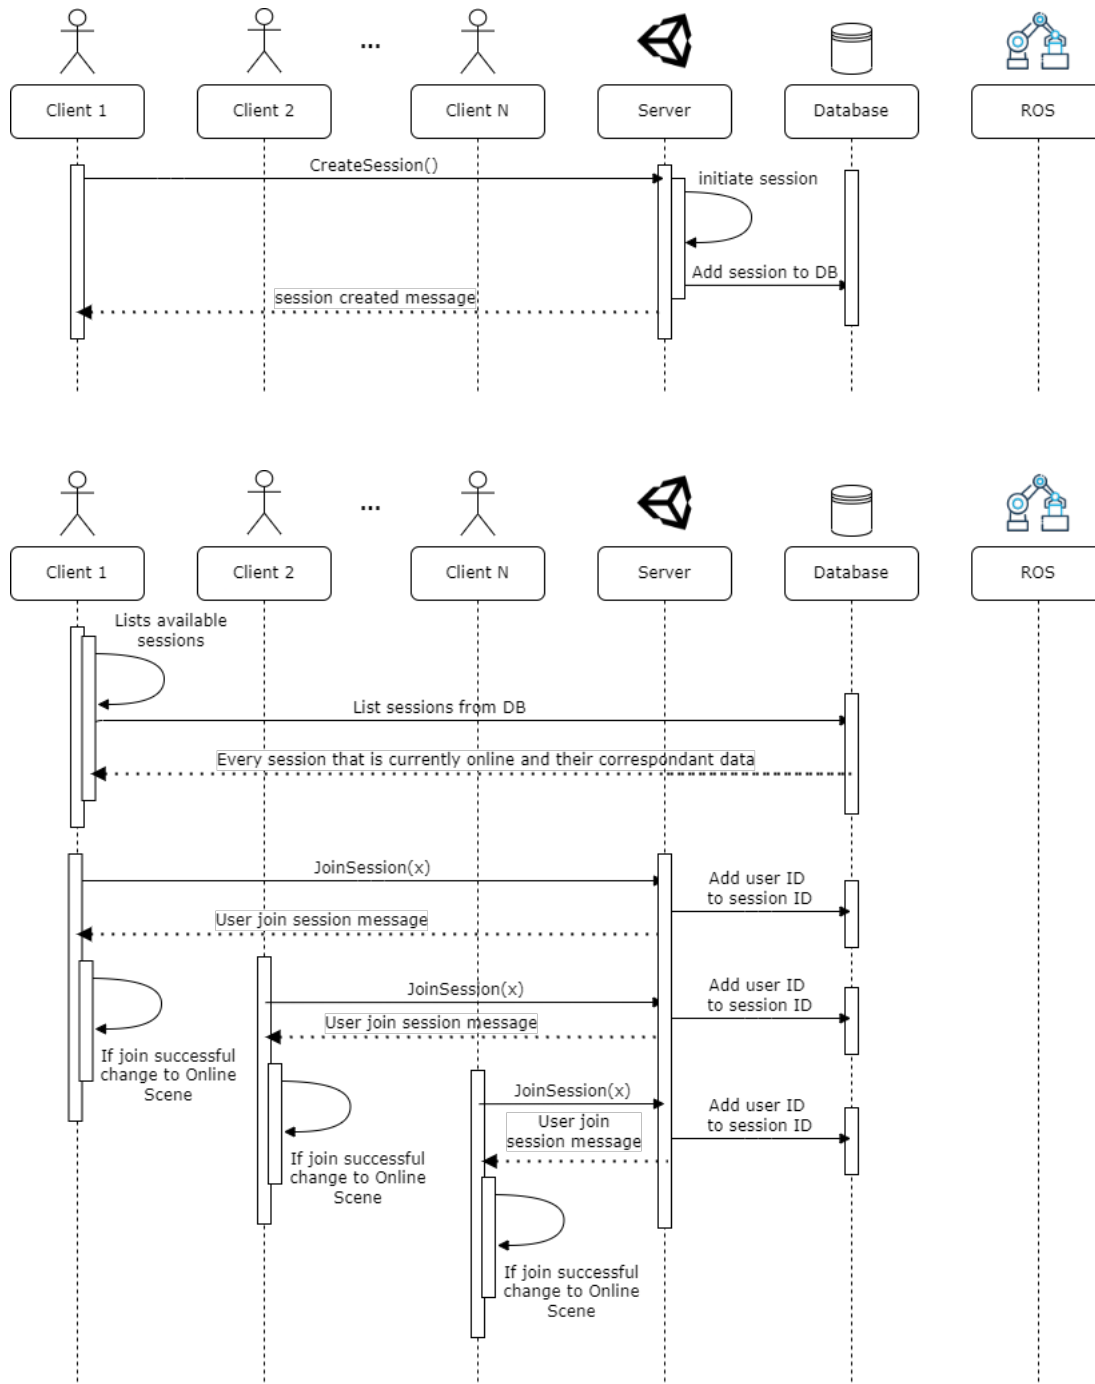 ...
Client 1
Client 2
Client N
Server
Database
ROS
CreateSession()
initiate session
Add session to DB
session created message
...
Client 1
Client 2
Client N
Server
Database
ROS
Lists available
sessions
List sessions from DB
Every session that is currently online and their correspondant data
JoinSession(x)
Add user ID
to session ID
User join session message
If join successful
change to Online
Scene
JoinSession(x)
Add user ID
to session ID
User join session message
If join successful
change to Online
Scene
JoinSession(x)
Add user ID
to session ID
User join
session message
If join successful
change to Online
Scene